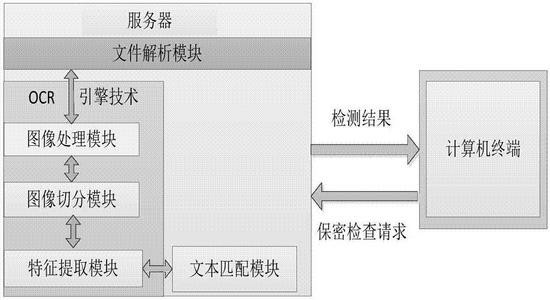 服务器
文件解析模块
OCR 引擎技术
图像处理模块
图像切分模块
特征提取模块
文本匹配模块
检测结果
保密检查请求
计算机终端